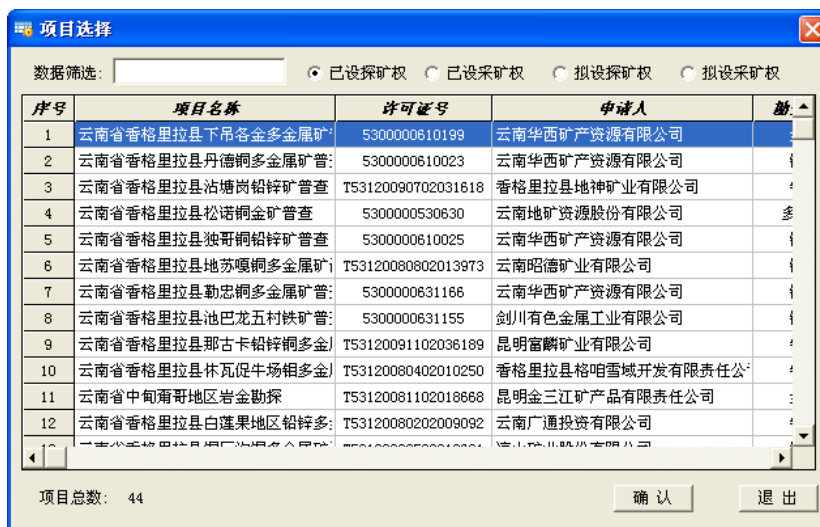 项目选择
数据筛选: 已设探矿权 已设采矿权 拟设探矿权 拟设采矿权
序号 项目名称 许可证号 申请人
1 云南省香格里拉县下吊各金多金属矿 5300000610199 云南华西矿产资源有限公司
2 云南省香格里拉县丹德铜多金属矿普 5300000610023 云南华西矿产资源有限公司
3 云南省香格里拉县沾塘岗铅锌矿普查 T53120090702031618 香格里拉县地神矿业有限公司
4 云南省香格里拉县松诺铜金矿普查 5300000530630 云南地矿资源股份有限公司
5 云南省香格里拉县独哥铜铅锌矿普查 5300000610025 云南华西矿产资源有限公司
6 云南省香格里拉县地苏嘎铜多金属矿 T53120080802013973 云南昭德矿业有限公司
7 云南省香格里拉县勒忠铜多金属矿普 5300000631166 云南华西矿产资源有限公司
8 云南省香格里拉县池巴龙五村铁矿普 5300000631155 剑川有色金属工业有限公司
9 云南省香格里拉县那古卡铅锌铜多金 T53120091102036189 昆明富麟矿业有限公司
10 云南省香格里拉县休瓦促牛场钼多金 T53120080402010250 香格里拉县格咱雪域开发有限责任公
11 云南省中甸甭哥地区岩金勘探 T53120081102018668 昆明金三江矿产品有限责任公司
12 云南省香格里拉县白莲果地区铅锌多 T53120080202009092 云南广通投资有限公司
项目总数: 44 确认 退出